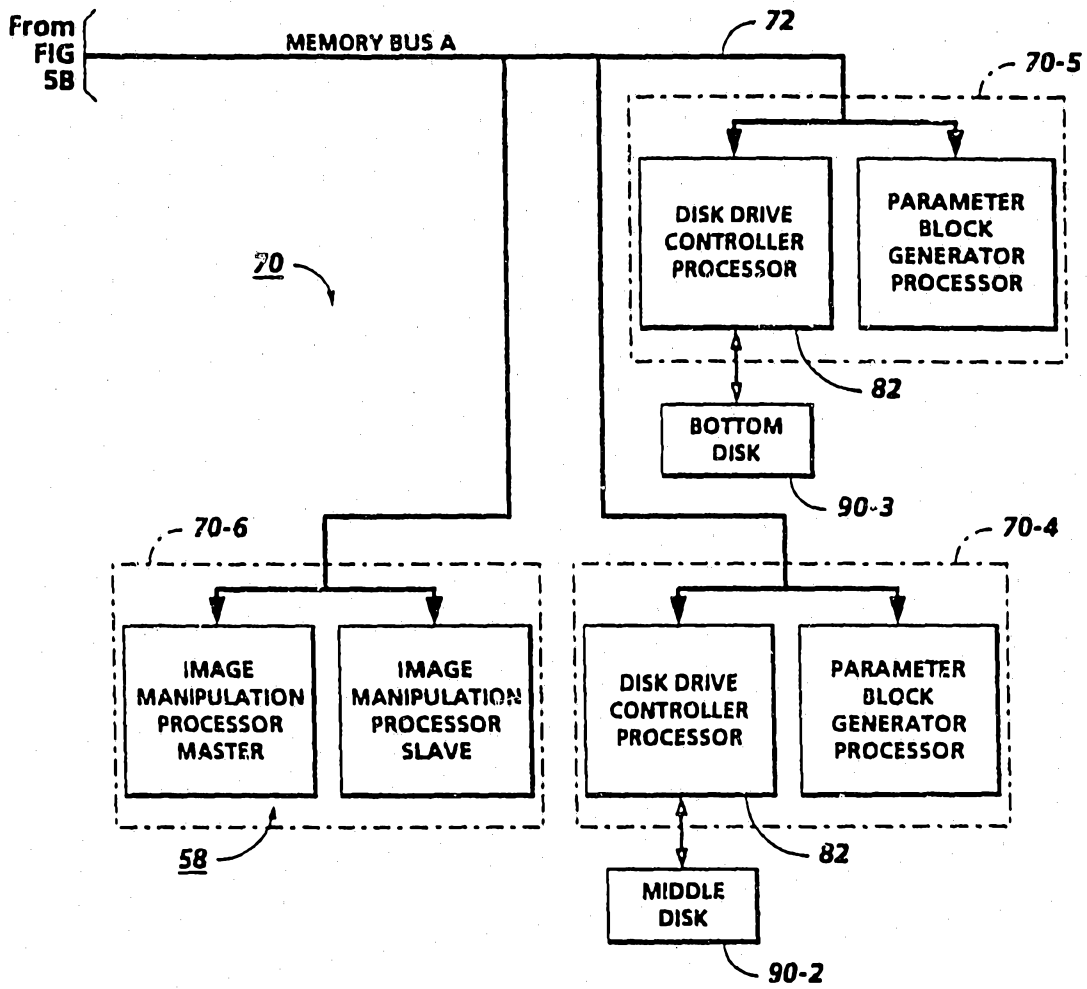 From
FIG
5B
MEMORY BUS A
72
70-5
DISK DRIVE
CONTROLLER
PROCESSOR
PARAMETER
BLOCK
GENERATOR
PROCESSOR
70
82
BOTTOM
DISK
90-3
70-6
70-4
IMAGE
MANIPULATION
PROCESSOR
MASTER
IMAGE
MANIPULATION
PROCESSOR
SLAVE
DISK DRIVE
CONTROLLER
PROCESSOR
PARAMETER
BLOCK
GENERATOR
PROCESSOR
58
82
MIDDLE
DISK
90-2